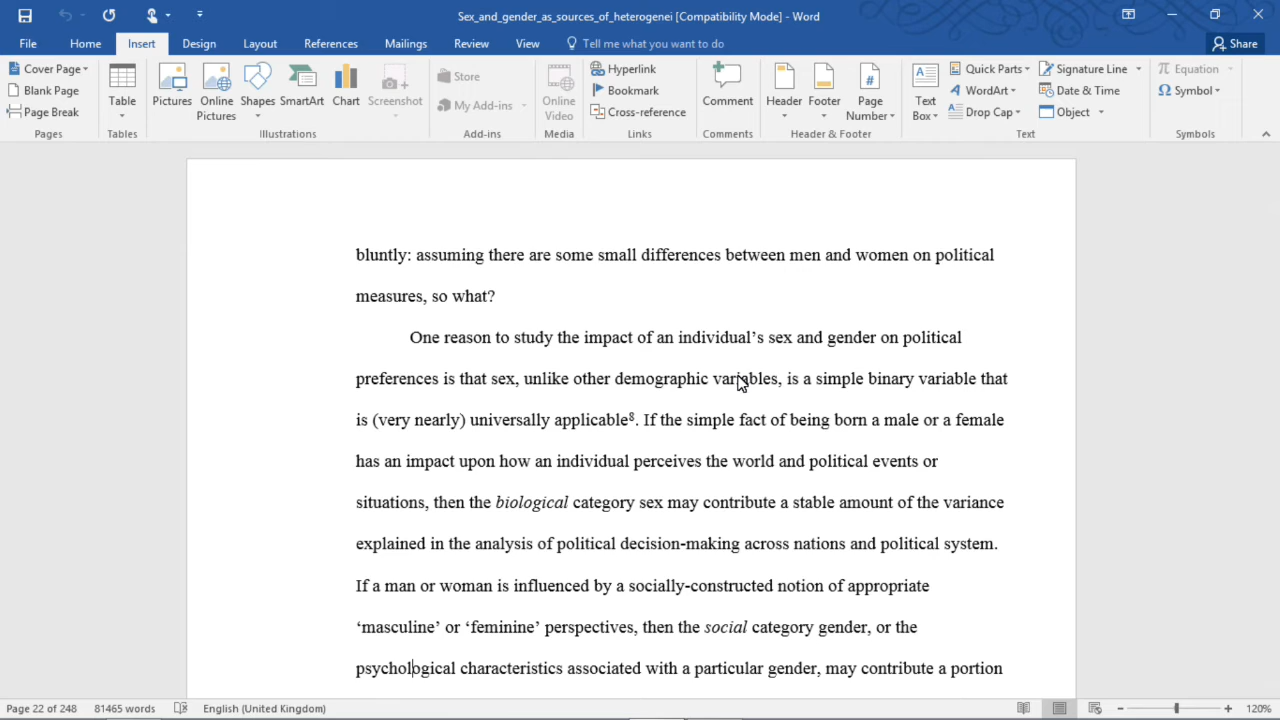 Sex_and_gender_as_sources_of_heterogenei [Compatibility Mode] - Word
File Home Insert Design Layout References Mailings Review View Tell me what you want to do Share
Cover Page
Blank Page
Page Break
Pages
Table
Tables
Pictures
Online Pictures
Shapes
SmartArt
Chart
Screenshot
Illustrations
Store
My Add-ins
Add-ins
Online Video
Media
Hyperlink
Bookmark
Cross-reference
Links
Comment
Comments
Header
Footer
Page Number
Header & Footer
Text Box
Quick Parts
WordArt
Drop Cap
Signature Line
Date & Time
Object
Text
Equation
Symbol
Symbols
bluntly: assuming there are some small differences between men and women on political
measures, so what?
One reason to study the impact of an individual’s sex and gender on political
preferences is that sex, unlike other demographic variables, is a simple binary variable that
is (very nearly) universally applicable⁸. If the simple fact of being born a male or a female
has an impact upon how an individual perceives the world and political events or
situations, then the biological category sex may contribute a stable amount of the variance
explained in the analysis of political decision-making across nations and political system.
If a man or woman is influenced by a socially-constructed notion of appropriate
‘masculine’ or ‘feminine’ perspectives, then the social category gender, or the
psychological characteristics associated with a particular gender, may contribute a portion
Page 22 of 248 81465 words English (United Kingdom) 120%